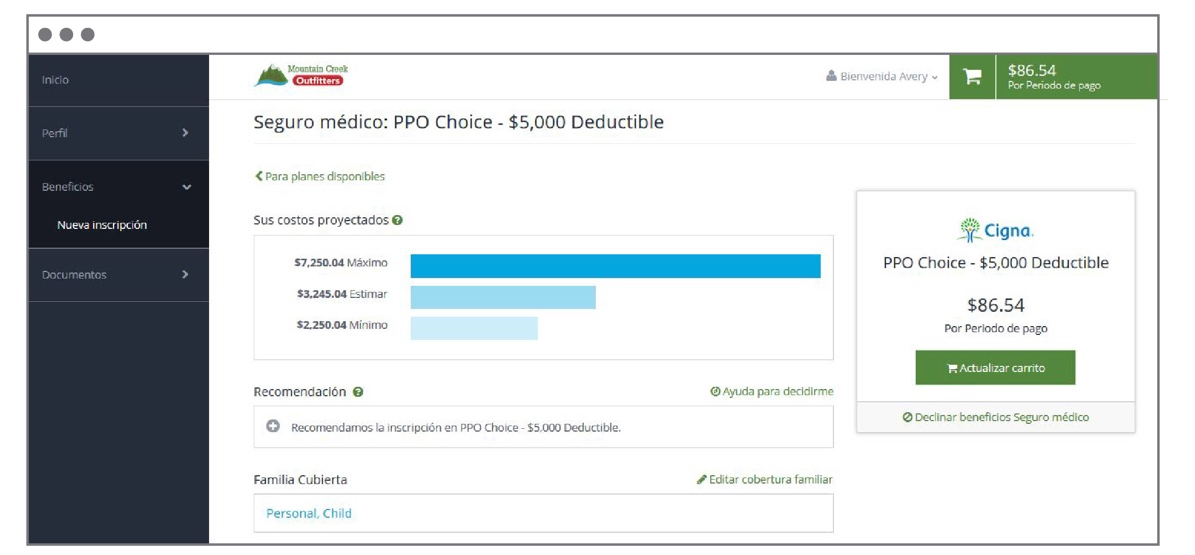 Inicio
Perfil
Beneficios
Nueva inscripción
Documentos
Mountain Creek
Outfitters
Bienvenida Avery
$86.54
Por Periodo de pago
Seguro médico: PPO Choice - $5,000 Deductible
Para planes disponibles
Sus costos proyectados
$7,250.04 Máximo
$3,245.04 Estimar
$2,250.04 Mínimo
Recomendación
Ayuda para decidirme
Recomendamos la inscripción en PPO Choice - $5,000 Deductible.
Familia Cubierta
Editar cobertura familiar
Personal, Child
Cigna.
PPO Choice - $5,000 Deductible
$86.54
Por Periodo de pago
Actualizar carrito
Declinar beneficios Seguro médico